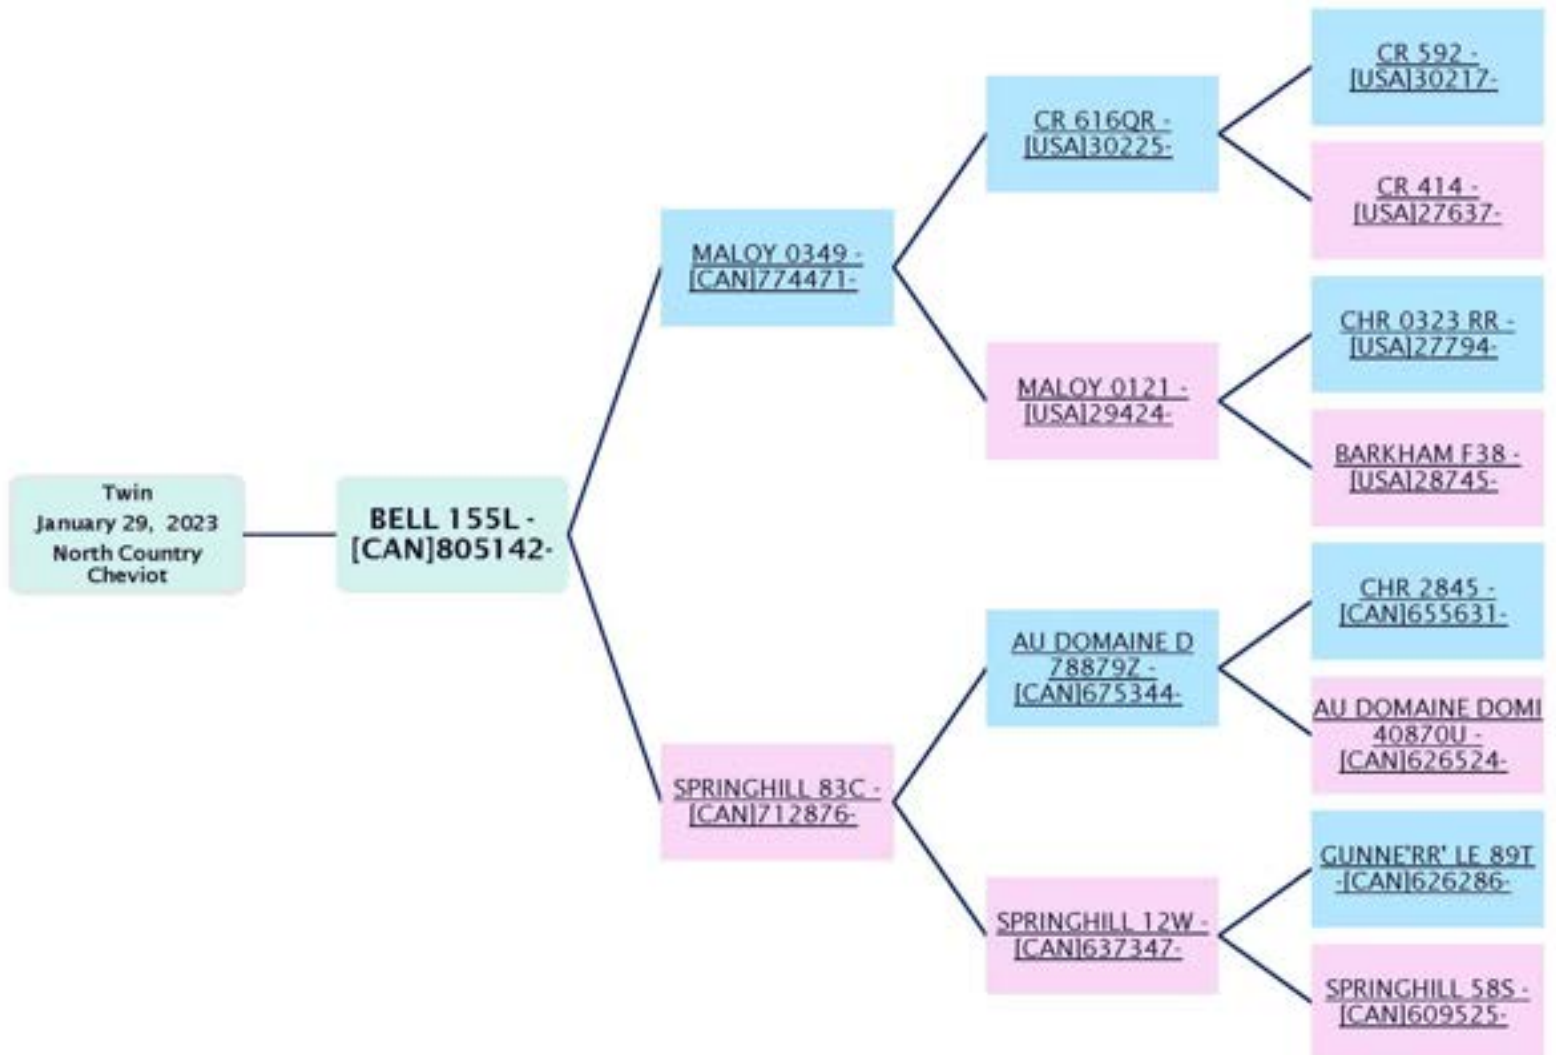 Twin
January 29, 2023
North Country
Cheviot
BELL 155L -
[CAN]805142-
MALOY 0349 -
[CAN]774471-
SPRINGHILL 83C -
[CAN]712876-
CR 616QR -
[USA]30225-
MALOY 0121 -
[USA]29424-
AU DOMAINE D
78879Z -
[CAN]675344-
SPRINGHILL 12W -
[CAN]637347-
CR 592 -
[USA]30217-
CR 414 -
[USA]27637-
CHR 0323 RR -
[USA]27794-
BARKHAM F38 -
[USA]28745-
CHR 2845 -
[CAN]655631-
AU DOMAINE DOMI
40870U -
[CAN]626524-
GUNNE'RR' LE 89T
-[CAN]626286-
SPRINGHILL 58S -
[CAN]609525-